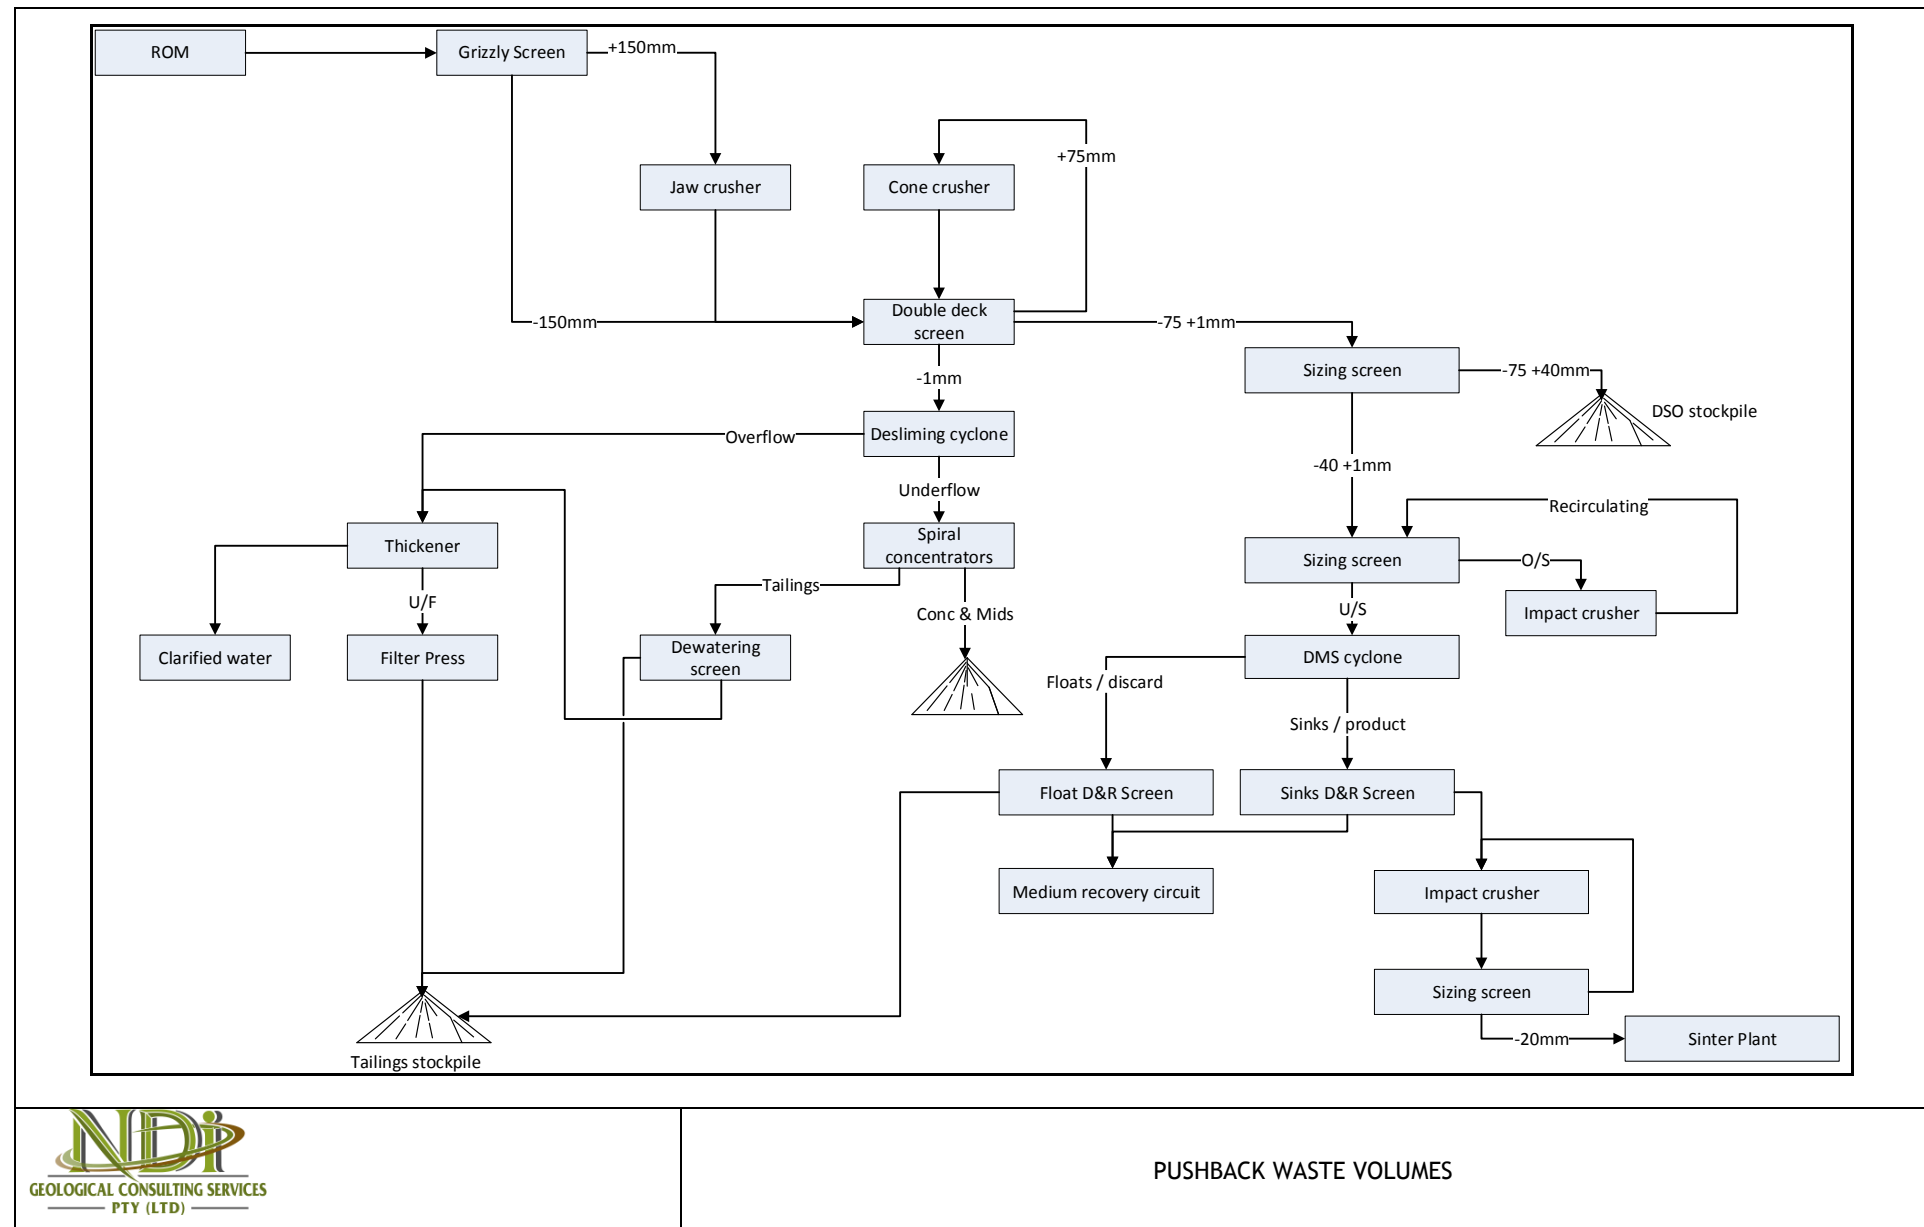 ROM
Grizzly Screen
+150mm
+75mm
Jaw crusher
Cone crusher
Double deck
screen
-150mm
-75 +1mm
Sizing screen
-75 +40mm
-1mm
DSO stockpile
Desliming cyclone
Overflow
-40 +1mm
Underflow
Recirculating
Thickener
Spiral
concentrators
Sizing screen
O/S
Tailings
U/F
Conc & Mids
U/S
Impact crusher
Clarified water
Filter Press
Dewatering
screen
DMS cyclone
Floats / discard
Sinks / product
Float D&R Screen
Sinks D&R Screen
Medium recovery circuit
Impact crusher
Sizing screen
-20mm
Sinter Plant
Tailings stockpile
NDi
GEOLOGICAL CONSULTING SERVICES
PTY (LTD)
PUSHBACK WASTE VOLUMES